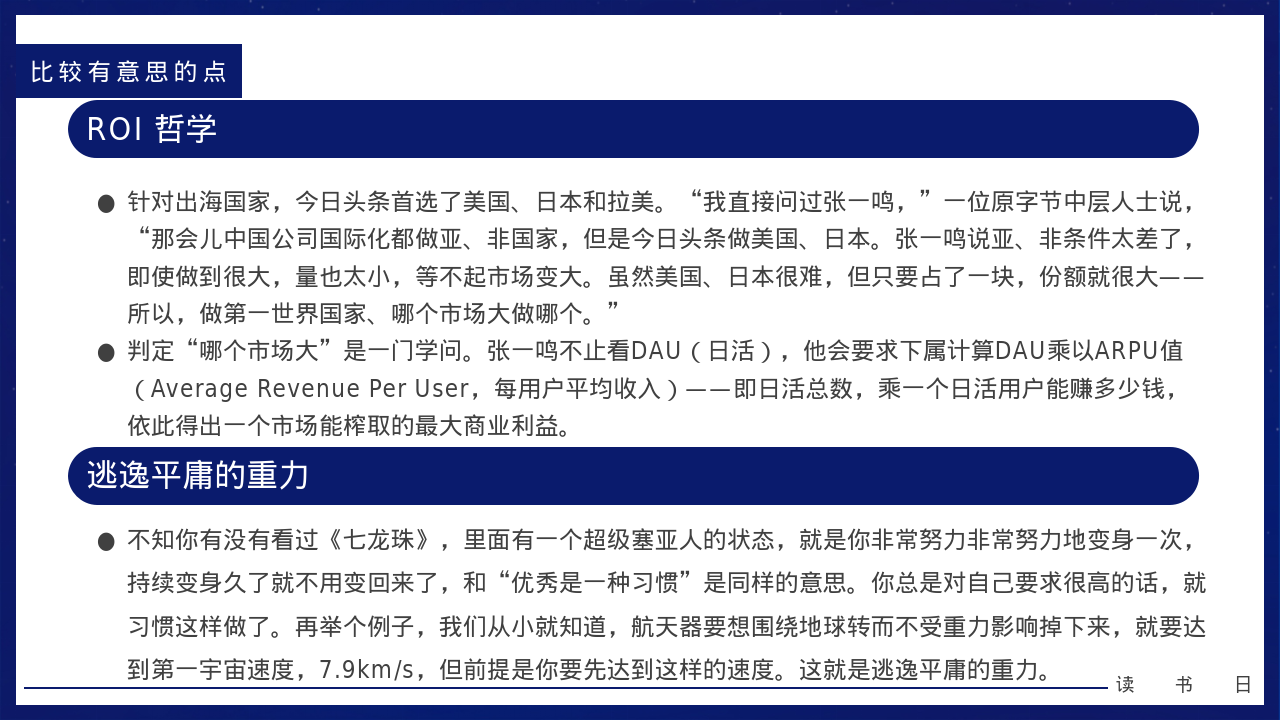 比较有意思的点
ROI 哲学
● 针对出海国家，今日头条首选了美国、日本和拉美。“我直接问过张一鸣，”一位原字节中层人士说，
“那会儿中国公司国际化都做亚、非国家，但是今日头条做美国、日本。张一鸣说亚、非条件太差了，
即使做到很大，量也太小，等不起市场变大。虽然美国、日本很难，但只要占了一块，份额就很大——
所以，做第一世界国家、哪个市场大做哪个。”
● 判定“哪个市场大”是一门学问。张一鸣不止看DAU（日活），他会要求下属计算DAU乘以ARPU值
（Average Revenue Per User，每用户平均收入）——即日活总数，乘一个日活用户能赚多少钱，
依此得出一个市场能榨取的最大商业利益。
逃逸平庸的重力
● 不知你有没有看过《七龙珠》，里面有一个超级塞亚人的状态，就是你非常努力非常努力地变身一次，
持续变身久了就不用变回来了，和“优秀是一种习惯”是同样的意思。你总是对自己要求很高的话，就
习惯这样做了。再举个例子，我们从小就知道，航天器要想围绕地球转而不受重力影响掉下来，就要达
到第一宇宙速度，7.9km/s，但前提是你要先达到这样的速度。这就是逃逸平庸的重力。
读 书 日